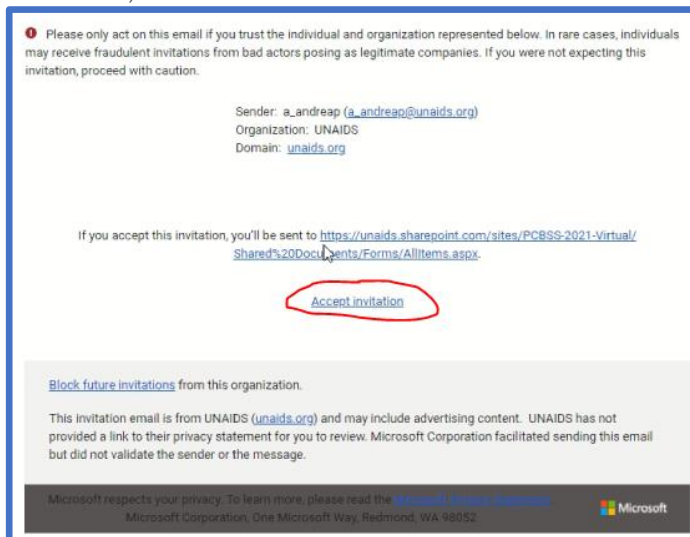 Please only act on this email if you trust the individual and organization represented below. In rare cases, individuals
may receive fraudulent invitations from bad actors posing as legitimate companies. If you were not expecting this
invitation, proceed with caution.
Sender: a_andreap (a_andreap@unaids.org)
Organization: UNAIDS
Domain: unaids.org
If you accept this invitation, you'll be sent to https://unaids.sharepoint.com/sites/PCBSS-2021-Virtual/
Shared%20Documents/Forms/AllItems.aspx.
Accept invitation
Block future invitations from this organization.
This invitation email is from UNAIDS (unaids.org) and may include advertising content. UNAIDS has not
provided a link to their privacy statement for you to review. Microsoft Corporation facilitated sending this email
but did not validate the sender or the message.
Microsoft respects your privacy. To learn more, please read the Microsoft Privacy Statement.
Microsoft Corporation, One Microsoft Way, Redmond, WA 98052
Microsoft